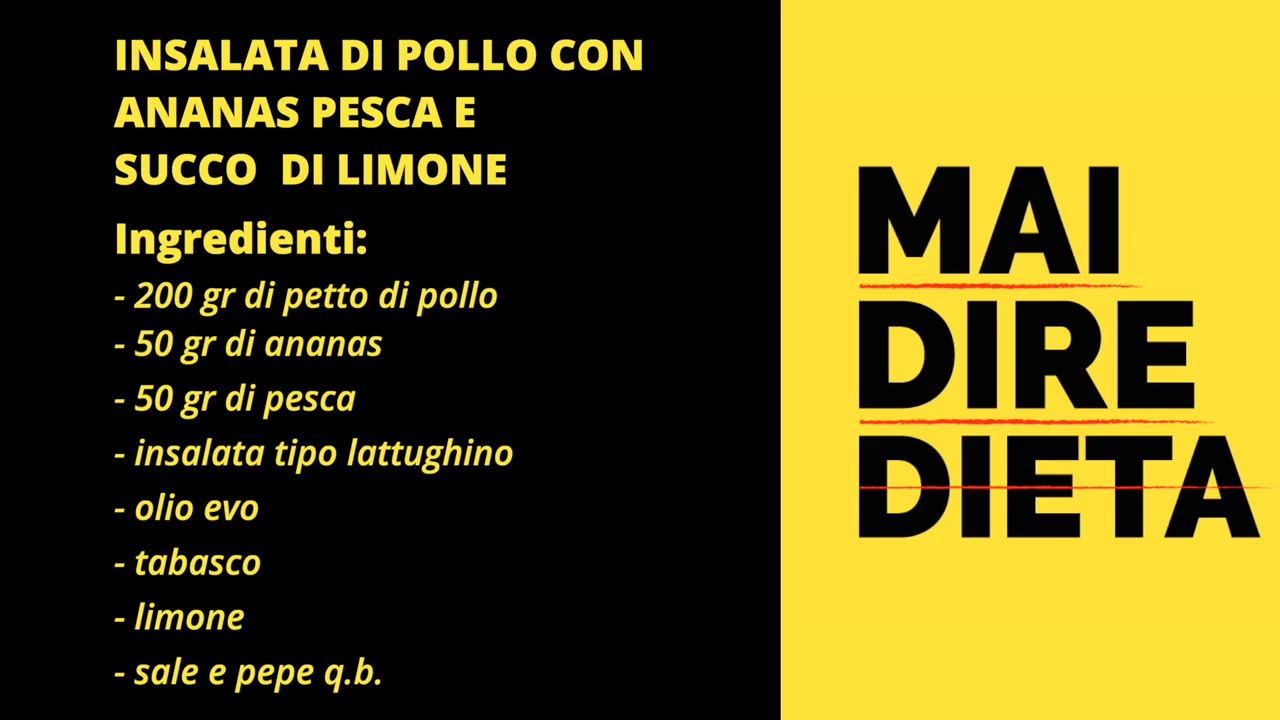 INSALATA DI POLLO CON
ANANAS PESCA E
SUCCO DI LIMONE
Ingredienti:
- 200 gr di petto di pollo
- 50 gr di ananas
- 50 gr di pesca
- insalata tipo lattughino
- olio evo
- tabasco
- limone
- sale e pepe q.b.
MAI
DIRE
DIETA